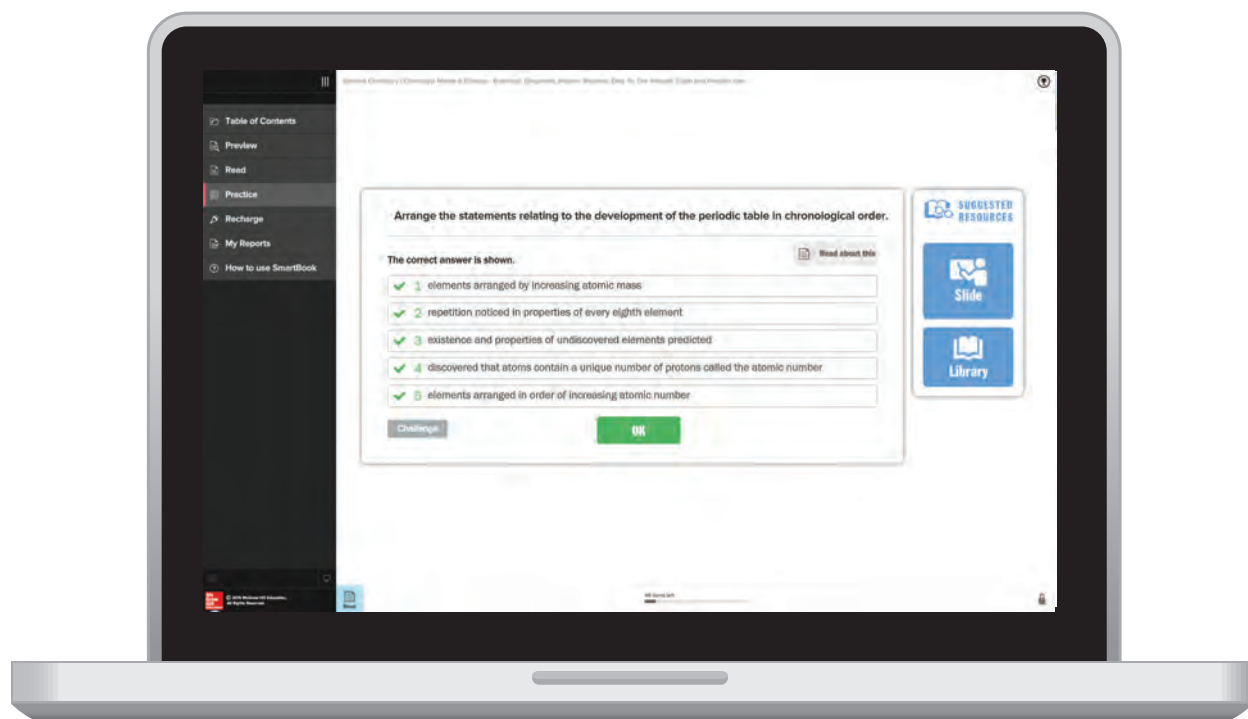 Table of Contents
Preview
Read
Practice
Recharge
My Reports
How to use SmartBook
Arrange the statements relating to the development of the periodic table in chronological order.
Read about this
The correct answer is shown.
1 elements arranged by increasing atomic mass
2 repetition noticed in properties of every eighth element
3 existence and properties of undiscovered elements predicted
4 discovered that atoms contain a unique number of protons called the atomic number
5 elements arranged in order of increasing atomic number
Challenge
OK
SUGGESTED
RESOURCES
Slide
Library
All Rights Reserved.
Read